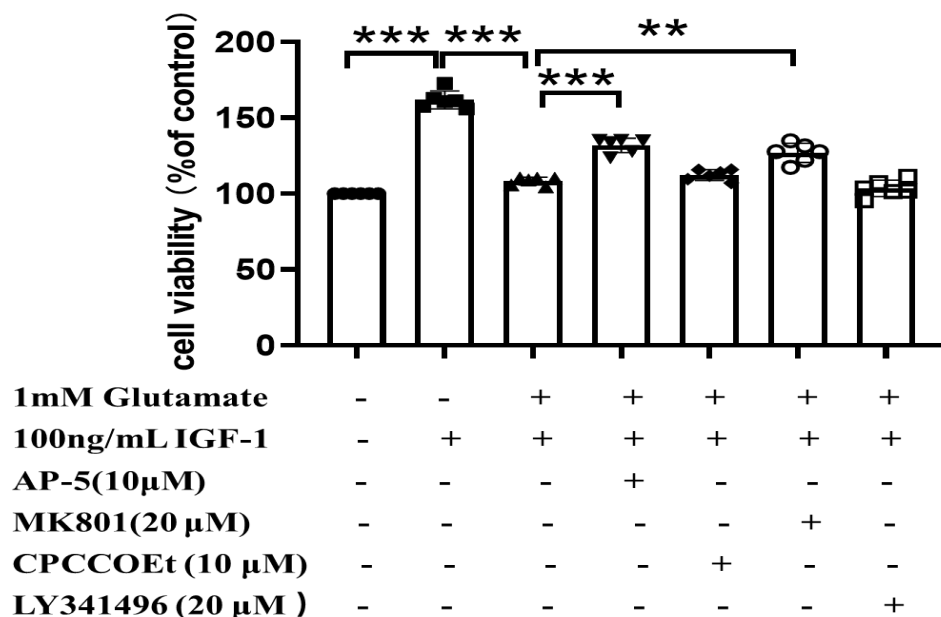 *** *** **
***
cell viability (%of control)
200
150
100
50
0
1mM Glutamate - - + + + + +
100ng/mL IGF-1 - + + + + + +
AP-5(10μM) - - - + - - -
MK801(20 μM) - - - - - + -
CPCCOEt (10 μM) - - - - + - -
LY341496 (20 μM ) - - - - - - +